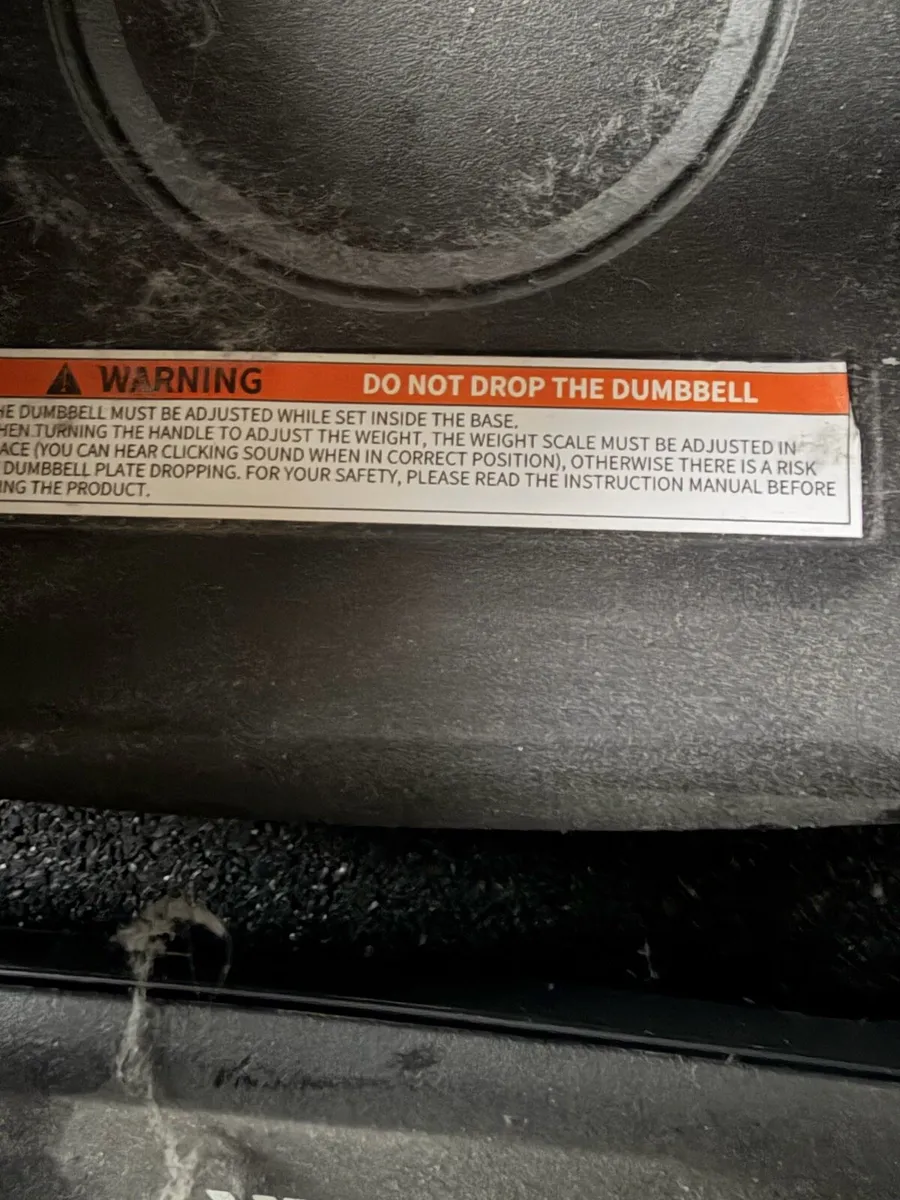 WARNING DO NOT DROP THE DUMBBELL
HE DUMBBELL MUST BE ADJUSTED WHILE SET INSIDE THE BASE.
HEN TURNING THE HANDLE TO ADJUST THE WEIGHT, THE WEIGHT SCALE MUST BE ADJUSTED IN
ACE (YOU CAN HEAR CLICKING SOUND WHEN IN CORRECT POSITION), OTHERWISE THERE IS A RISK
DUMBBELL PLATE DROPPING. FOR YOUR SAFETY, PLEASE READ THE INSTRUCTION MANUAL BEFORE
ING THE PRODUCT.